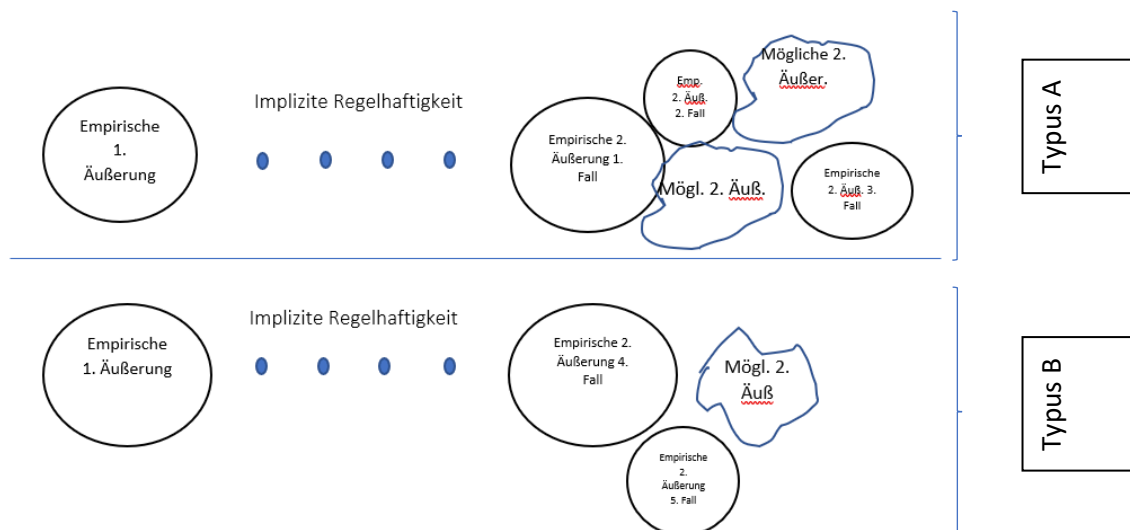 Empirische
1.
Äußerung
Implizite Regelhaftigkeit
Empirische 2.
Äußerung 1.
Fall
Emp.
2. Äuß.
2. Fall
Mögliche 2.
Äußer.
Mögl. 2. Äuß.
Empirische
2. Äuß. 3.
Fall
Typus A
Empirische
1. Äußerung
Implizite Regelhaftigkeit
Empirische 2.
Äußerung 4.
Fall
Mögl. 2.
Äuß
Empirische
2.
Äußerung
5. Fall
Typus B